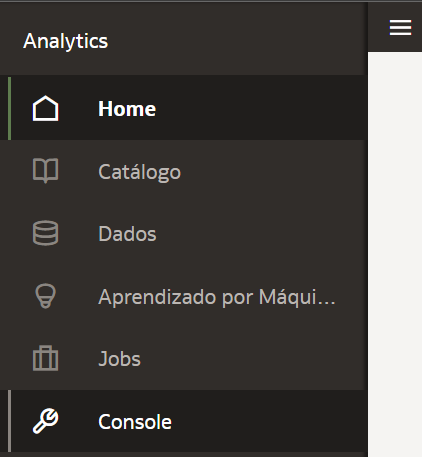 Analytics
Home
Catálogo
Dados
Aprendizado por Máqui...
Jobs
Console